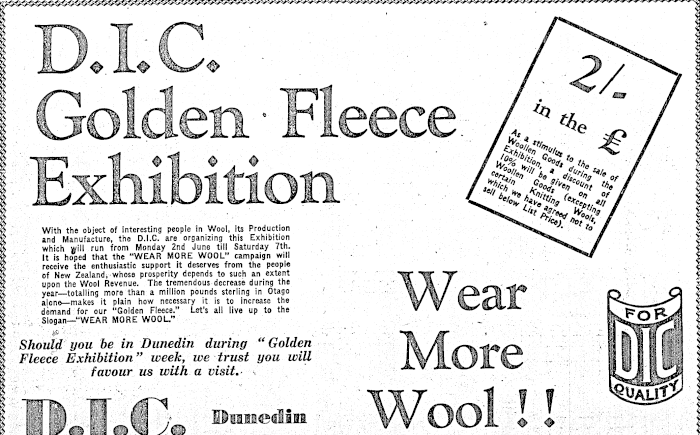 D.I.C.
Golden Fleece
Exhibition
With the object of interesting people in Wool, its Production
and Manufacture, the D.I.C. are organizing this Exhibition
which will run from Monday 2nd June till Saturday 7th.
It is hoped that the "WEAR MORE WOOL" campaign will
receive the enthusiastic support it deserves from the people
of New Zealand, whose prosperity depends to such an extent
upon the Wool Revenue. The tremendous decrease during the
year—totalling more than a million pounds sterling in Otago
alone—makes it plain how necessary it is to increase the
demand for our "Golden Fleece." Let's all live up to the
Slogan—"WEAR MORE WOOL."
Should you be in Dunedin during "Golden
Fleece Exhibition" week, we trust you will
favour us with a visit.
D.I.C. Dunedin
2/-
in the £
As a stimulus to the sale of
Woollen Goods during the
Exhibition, a discount of
10% will be given on all
Woollen Goods (excepting
certain Knitting Wools,
which we have agreed not to
sell below List Price).
Wear
More
Wool!!
FOR
DIC
QUALITY